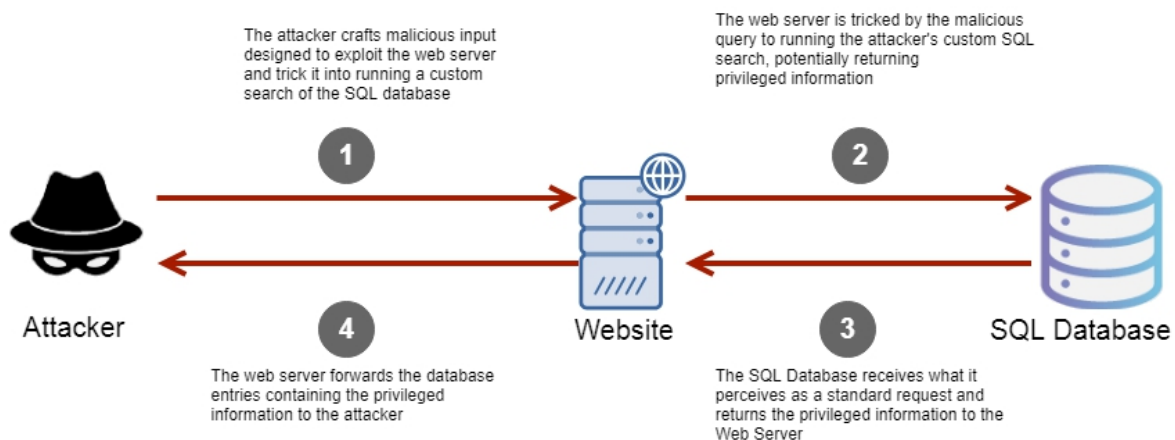 The attacker crafts malicious input
designed to exploit the web server
and trick it into running a custom
search of the SQL database
The web server is tricked by the malicious
query to running the attacker's custom SQL
search, potentially returning
privileged information
1
2
Attacker
Website
SQL Database
4
3
The web server forwards the database
entries containing the privileged
information to the attacker
The SQL Database receives what it
perceives as a standard request and
returns the privileged information to the
Web Server